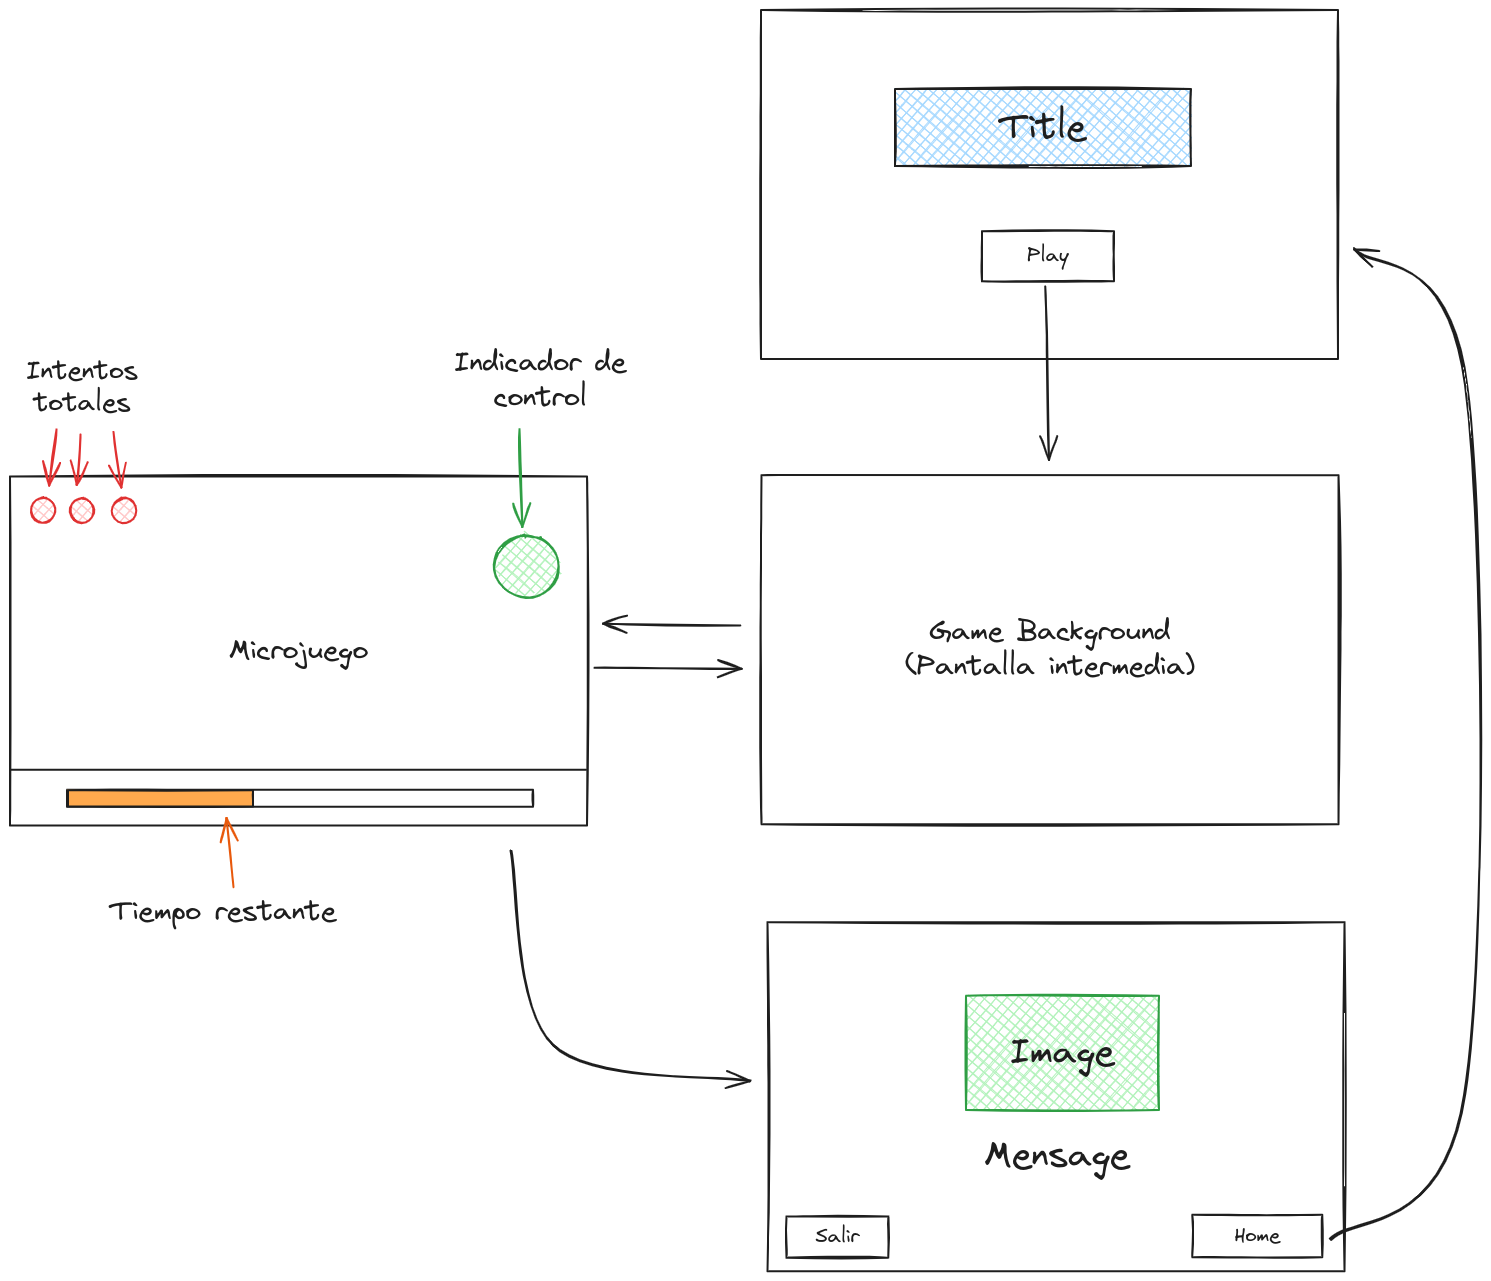 Title
Play
Intentos
totales
Indicador de
control
Microjuego
Game Background
(Pantalla intermedia)
Tiempo restante
Image
Mensage
Salir
Home